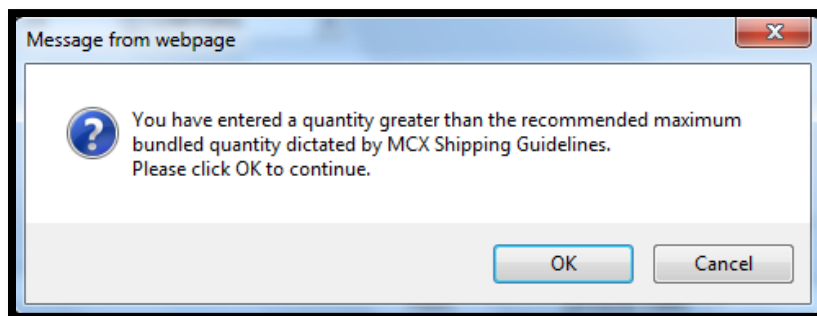 Message from webpage
You have entered a quantity greater than the recommended maximum
bundled quantity dictated by MCX Shipping Guidelines.
Please click OK to continue.
OK Cancel